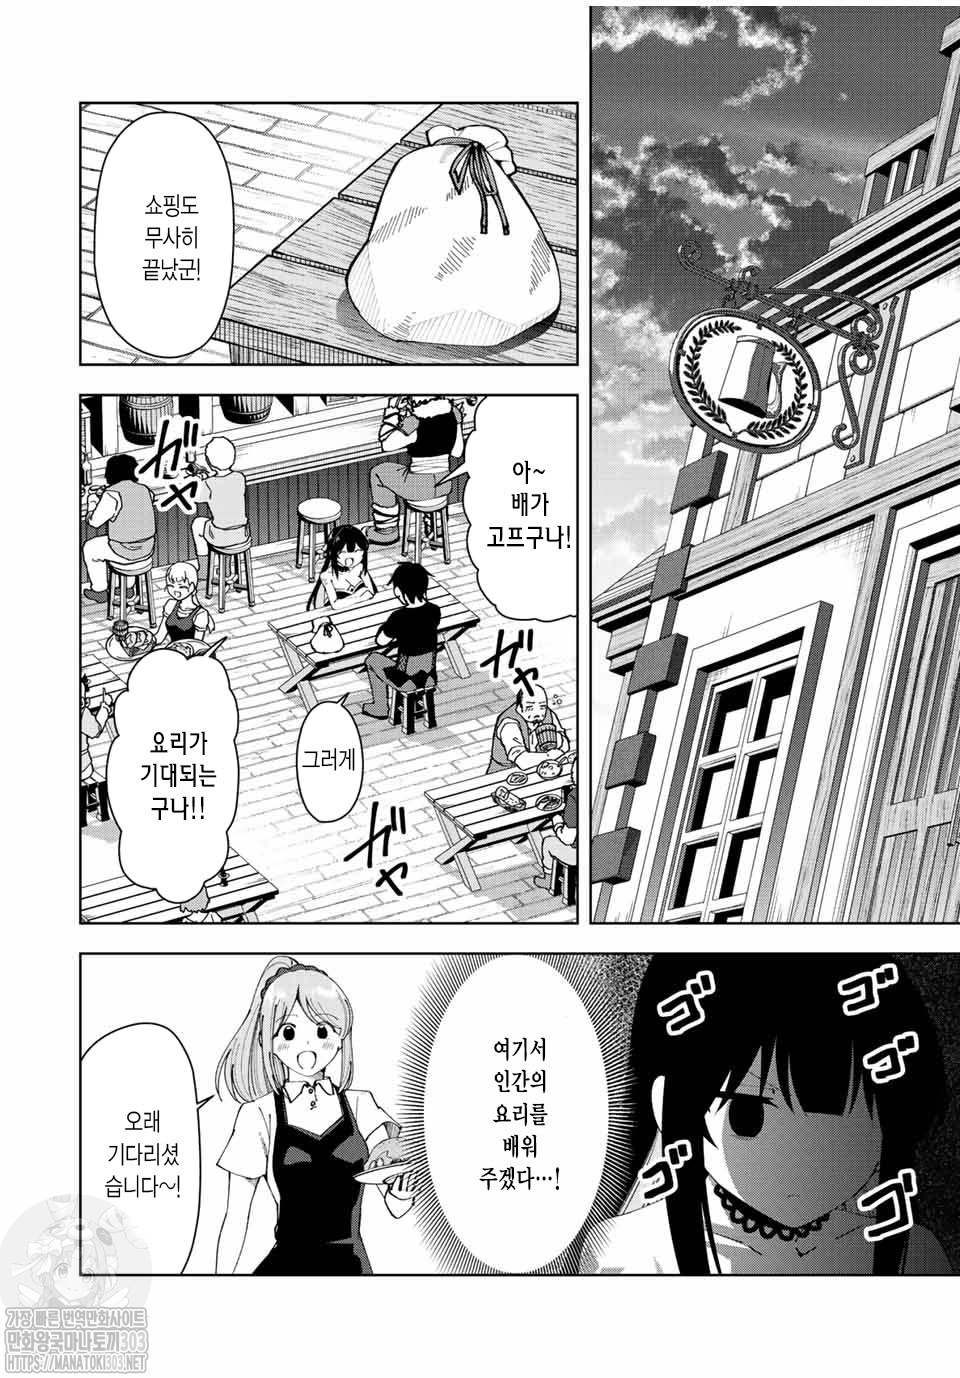 쇼핑도
무사히
끝났군!
아~
배가
고프구나!
ガヤ
그러게
요리가
기대되는
구나!!
ガヤ
ガヤ
ゴゴ
ゴゴ
여기서
인간의
요리를
배워
주겠다…!
오래
기다리셨
습니다~!
가장 빠른 번역만화사이트
만화왕국마나토끼303
HTTPS://MANATOKI303.NET